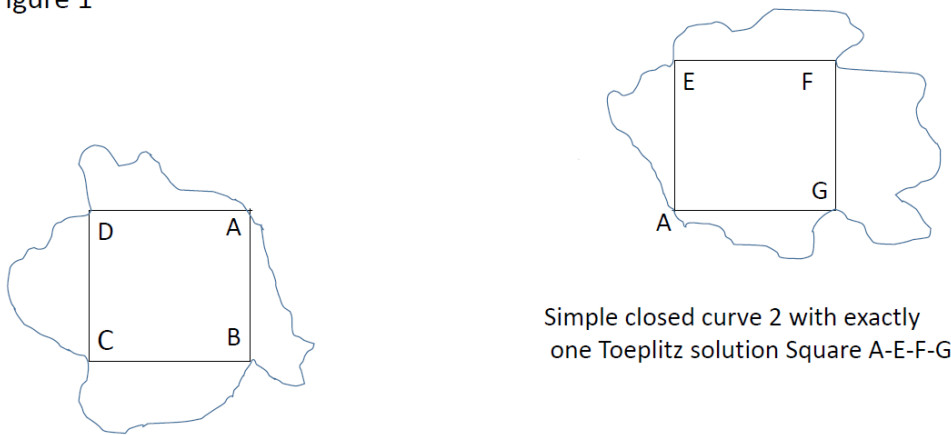 igure 1
E F
G
A
D A
C B
Simple closed curve 2 with exactly
one Toeplitz solution Square A-E-F-G